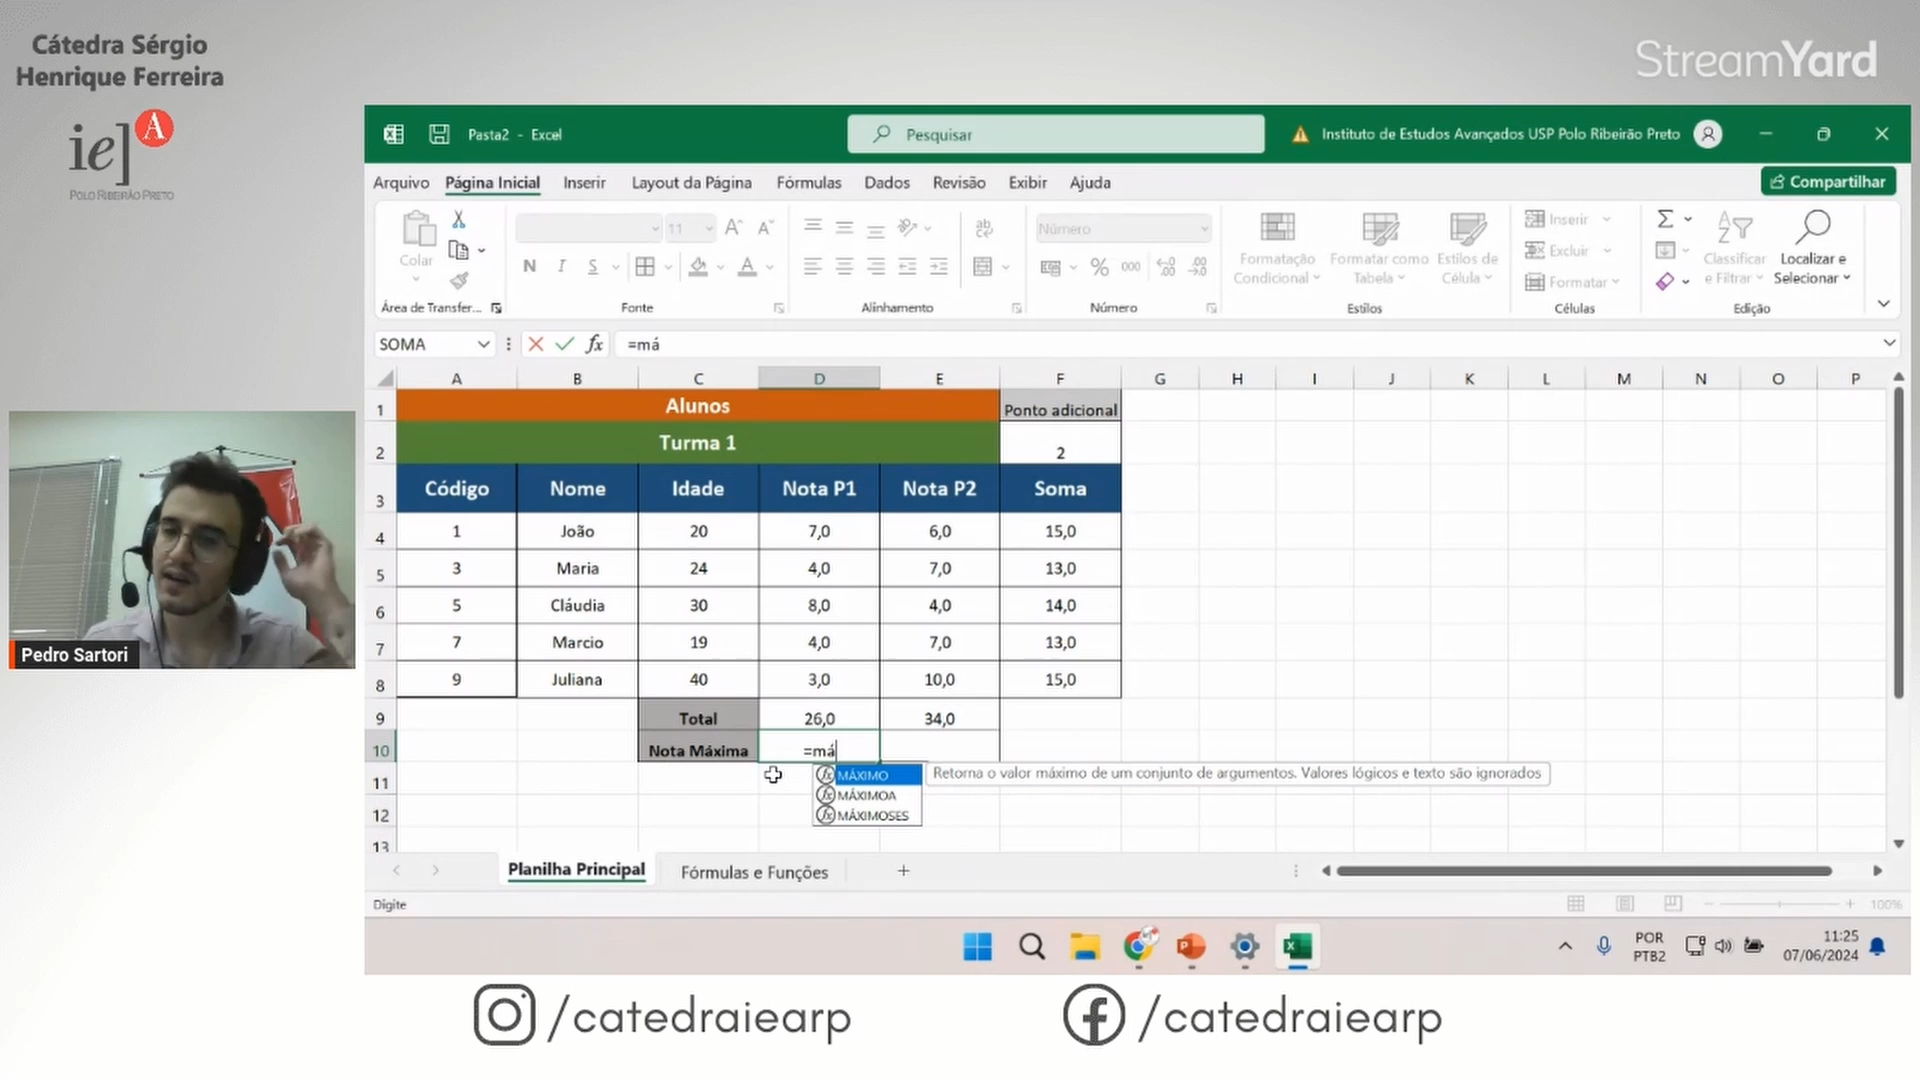 Cátedra Sérgio
Henrique Ferreira
iea
A
POLO RIBEIRÃO PRETO
StreamYard
Pasta2 - Excel
Pesquisar
Instituto de Estudos Avançados USP Polo Ribeirão Preto
Arquivo Página Inicial Inserir Layout da Página Fórmulas Dados Revisão Exibir Ajuda
Compartilhar
Colar
Área de Transfer...
11
N I S
Fonte
ab
Alinhamento
Número
% 000
Número
Formatação Condicional
Formatar como Tabela
Estilos de Célula
Estilos
Inserir
Excluir
Formatar
Células
Classificar e Filtrar
Localizar e Selecionar
Edição
SOMA
fx
=má
A B C D E F G H I J K L M N O P
1 Alunos Ponto adicional
2 Turma 1 2
3 Código Nome Idade Nota P1 Nota P2 Soma
4 1 João 20 7,0 6,0 15,0
5 3 Maria 24 4,0 7,0 13,0
6 5 Cláudia 30 8,0 4,0 14,0
7 7 Marcio 19 4,0 7,0 13,0
8 9 Juliana 40 3,0 10,0 15,0
9 Total 26,0 34,0
10 Nota Máxima =má
11
12
13
MÁXIMO
Retorna o valor máximo de um conjunto de argumentos. Valores lógicos e texto são ignorados
MÁXIMOA
MÁXIMOSES
Pedro Sartori
Planilha Principal Fórmulas e Funções
Digite
100%
POR
PTB2
11:25
07/06/2024
/catedraiearp
/catedraiearp